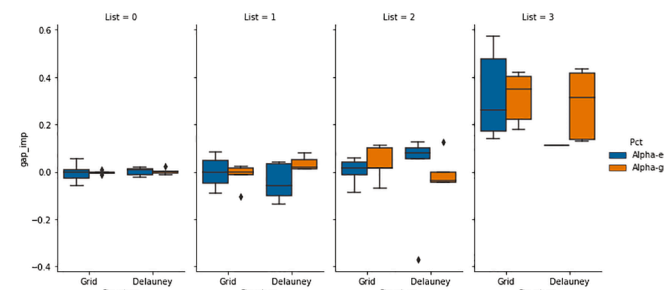 List = 0
List = 1
List = 2
List = 3
0.6
0.4
0.2
0.0
−0.2
−0.4
gap_imp
Grid
Delauney
Grid
Delauney
Grid
Delauney
Grid
Delauney
Pct
Alpha-e
Alpha-g